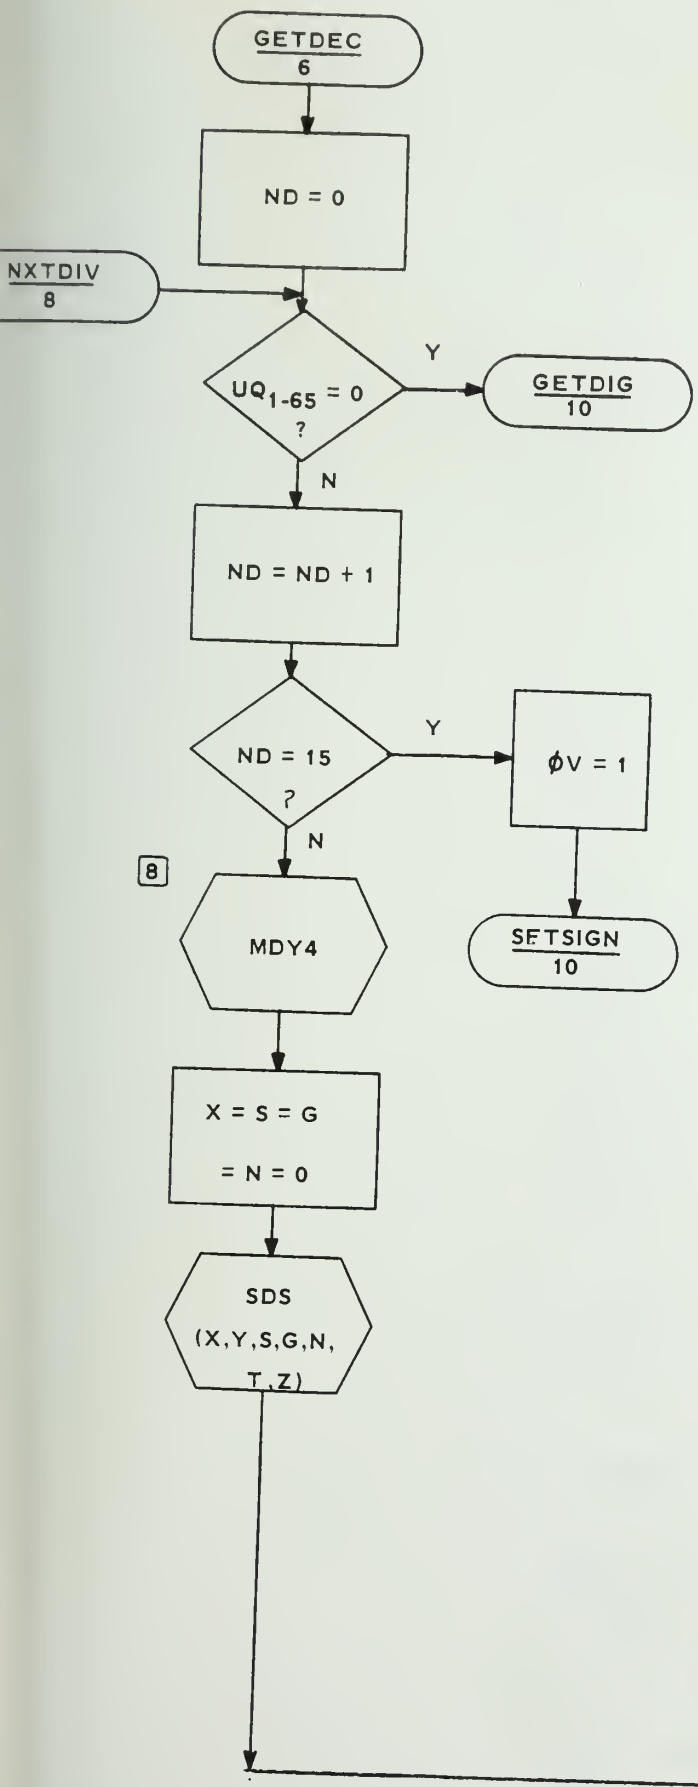 GETDEC
6
ND = 0
NXTDIV
8
UQ1-65 = 0
?
Y
GETDIG
10
N
ND = ND + 1
ND = 15
?
Y
ϕV = 1
N
SETSIGN
10
8
MDY4
X = S = G
= N = 0
SDS
(X,Y,S,G,N,
T,Z)